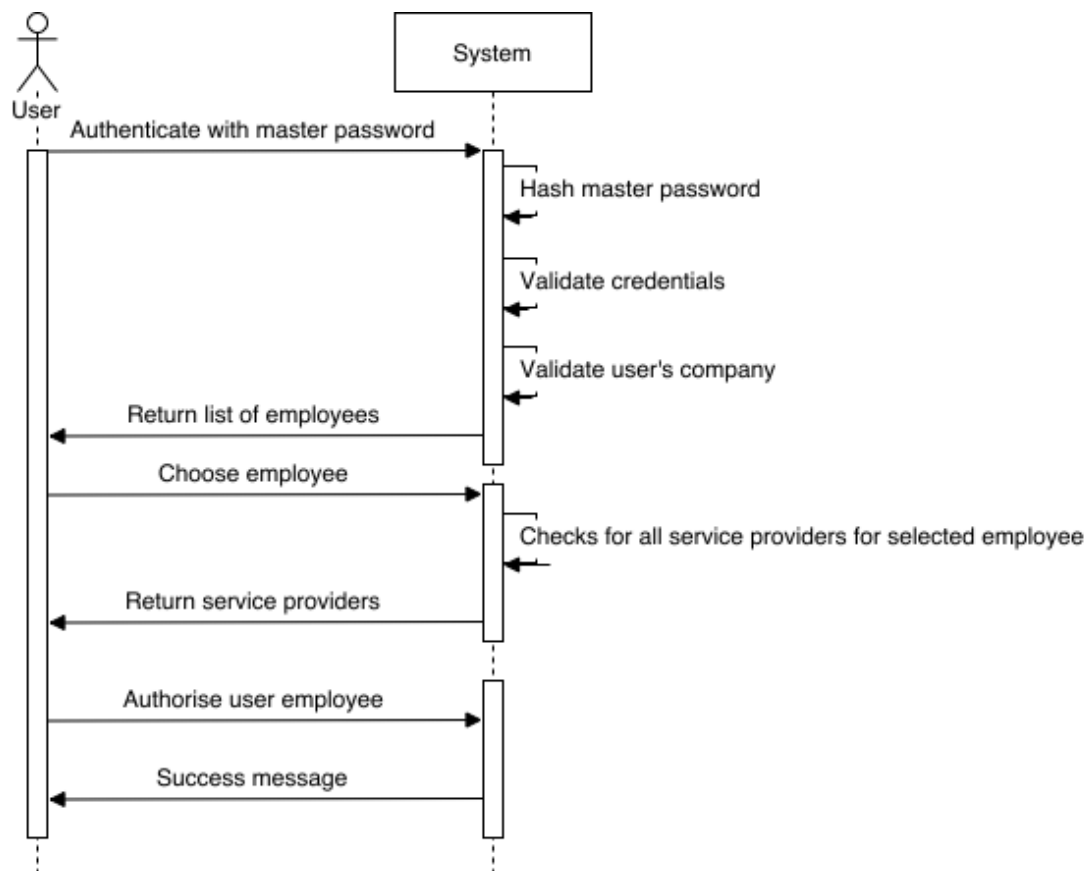 System
User
Authenticate with master password
Hash master password
Validate credentials
Validate user's company
Return list of employees
Choose employee
Checks for all service providers for selected employee
Return service providers
Authorise user employee
Success message